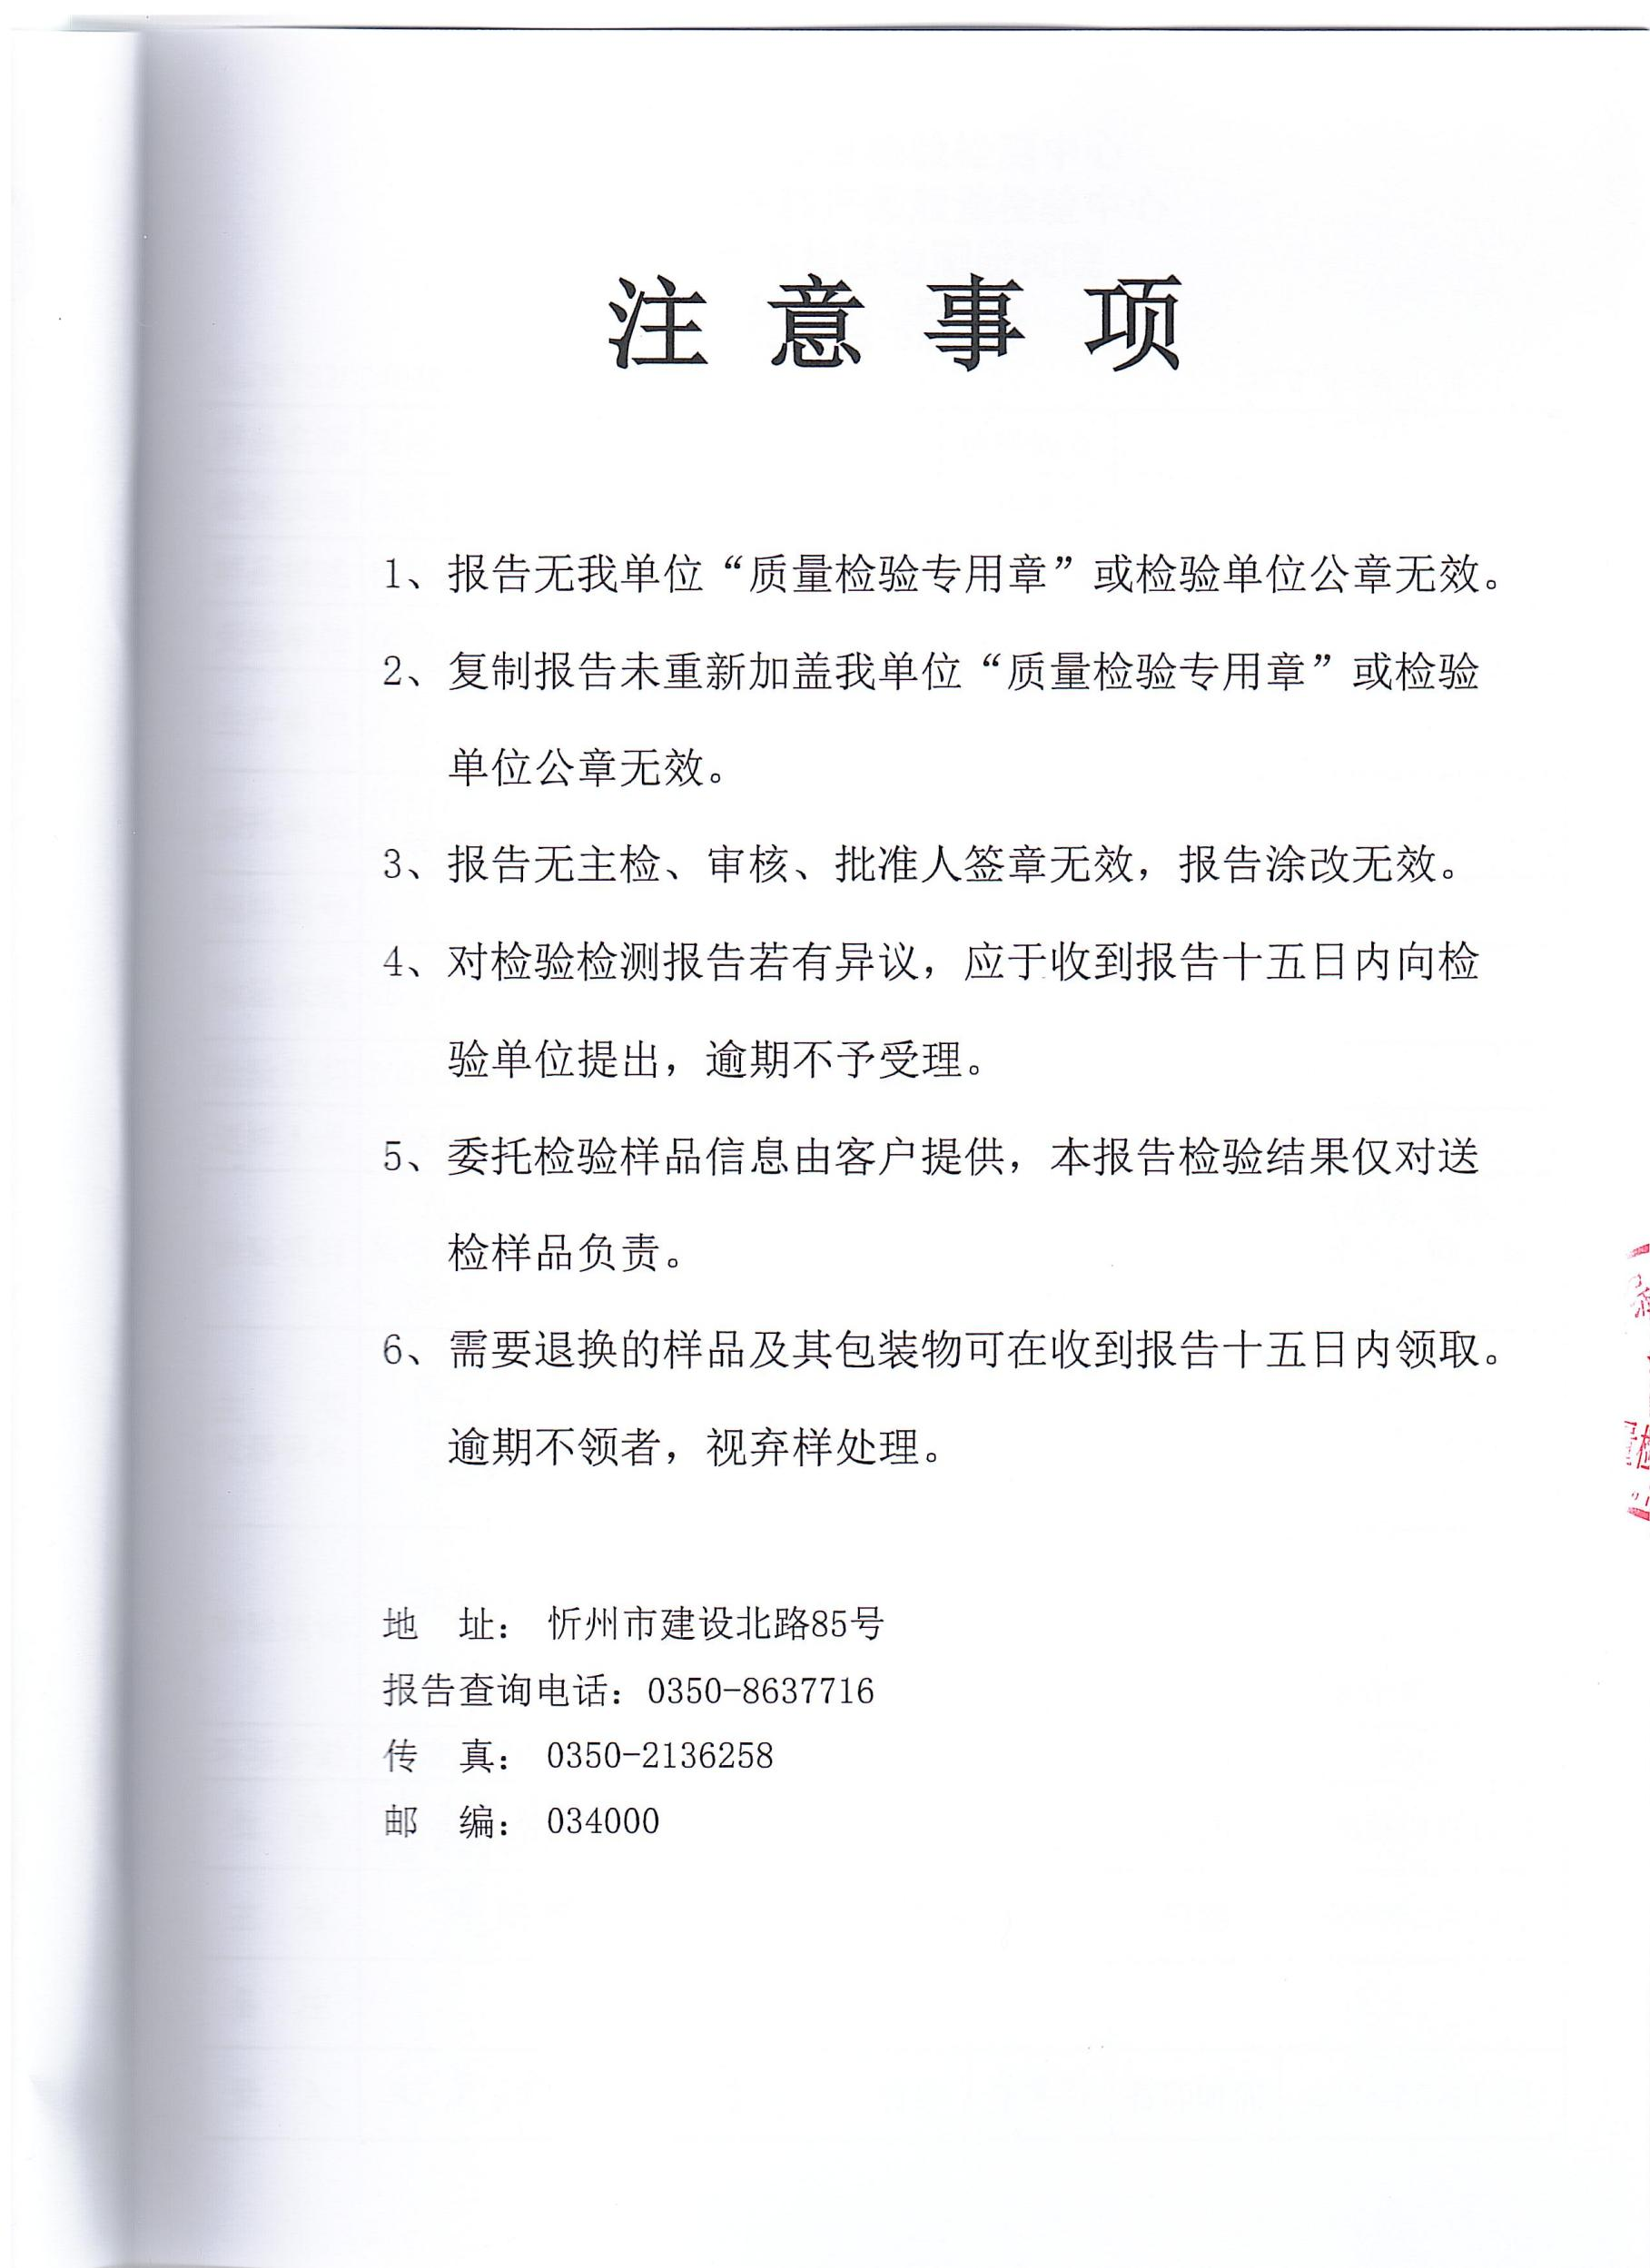 注意事项
1、报告无我单位“质量检验专用章”或检验单位公章无效。
2、复制报告未重新加盖我单位“质量检验专用章”或检验
单位公章无效。
3、报告无主检、审核、批准人签章无效，报告涂改无效。
4、对检验检测报告若有异议，应于收到报告十五日内向检
验单位提出，逾期不予受理。
5、委托检验样品信息由客户提供，本报告检验结果仅对送
检样品负责。
6、需要退换的样品及其包装物可在收到报告十五日内领取。
逾期不领者，视弃样处理。
地 址： 忻州市建设北路85号
报告查询电话：0350-8637716
传 真： 0350-2136258
邮 编： 034000